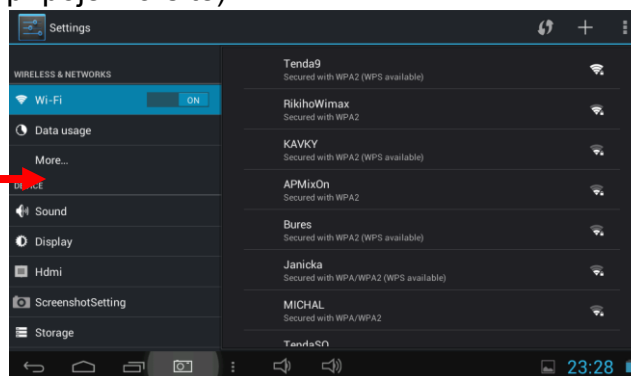 Settings
WIRELESS & NETWORKS
Wi-Fi ON
Data usage
More...
Sound
Display
Hdmi
ScreenshotSetting
Storage
Tenda9
Secured with WPA2 (WPS available)
RikihoWimax
Secured with WPA2
KAVKY
Secured with WPA2 (WPS available)
APMixOn
Secured with WPA2
Bures
Secured with WPA2 (WPS available)
Janicka
Secured with WPA/WPA2 (WPS available)
MICHAL
Secured with WPA/WPA2
TendaSO
23:28